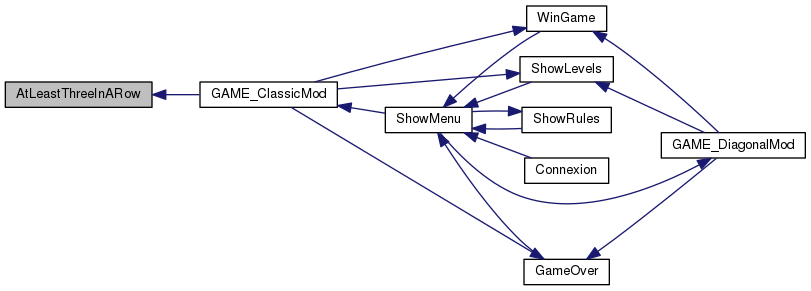 AtLeastThreeInARow
GAME_ClassicMod
ShowMenu
WinGame
ShowLevels
ShowRules
Connexion
GameOver
GAME_DiagonalMod